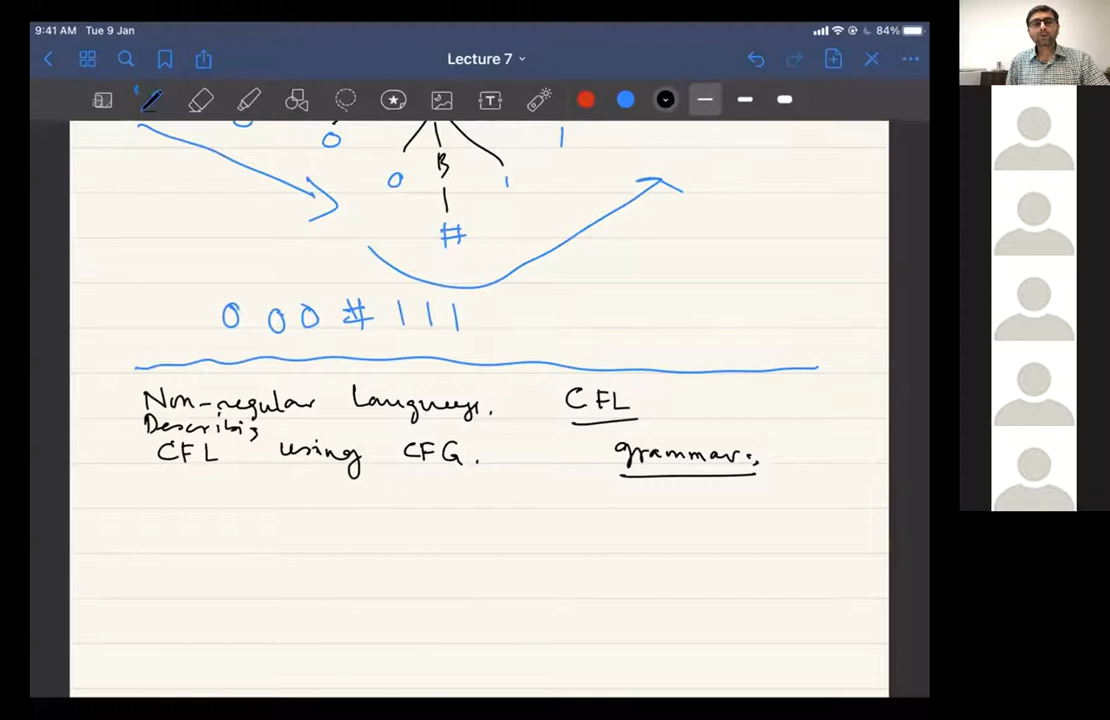 9:41 AM Tue 9 Jan 84%
Lecture 7
0 1
0 B 1
#
0 0 0 # 1 1 1
Non-regular Languages. CFL
Describing
CFL using CFG. grammars